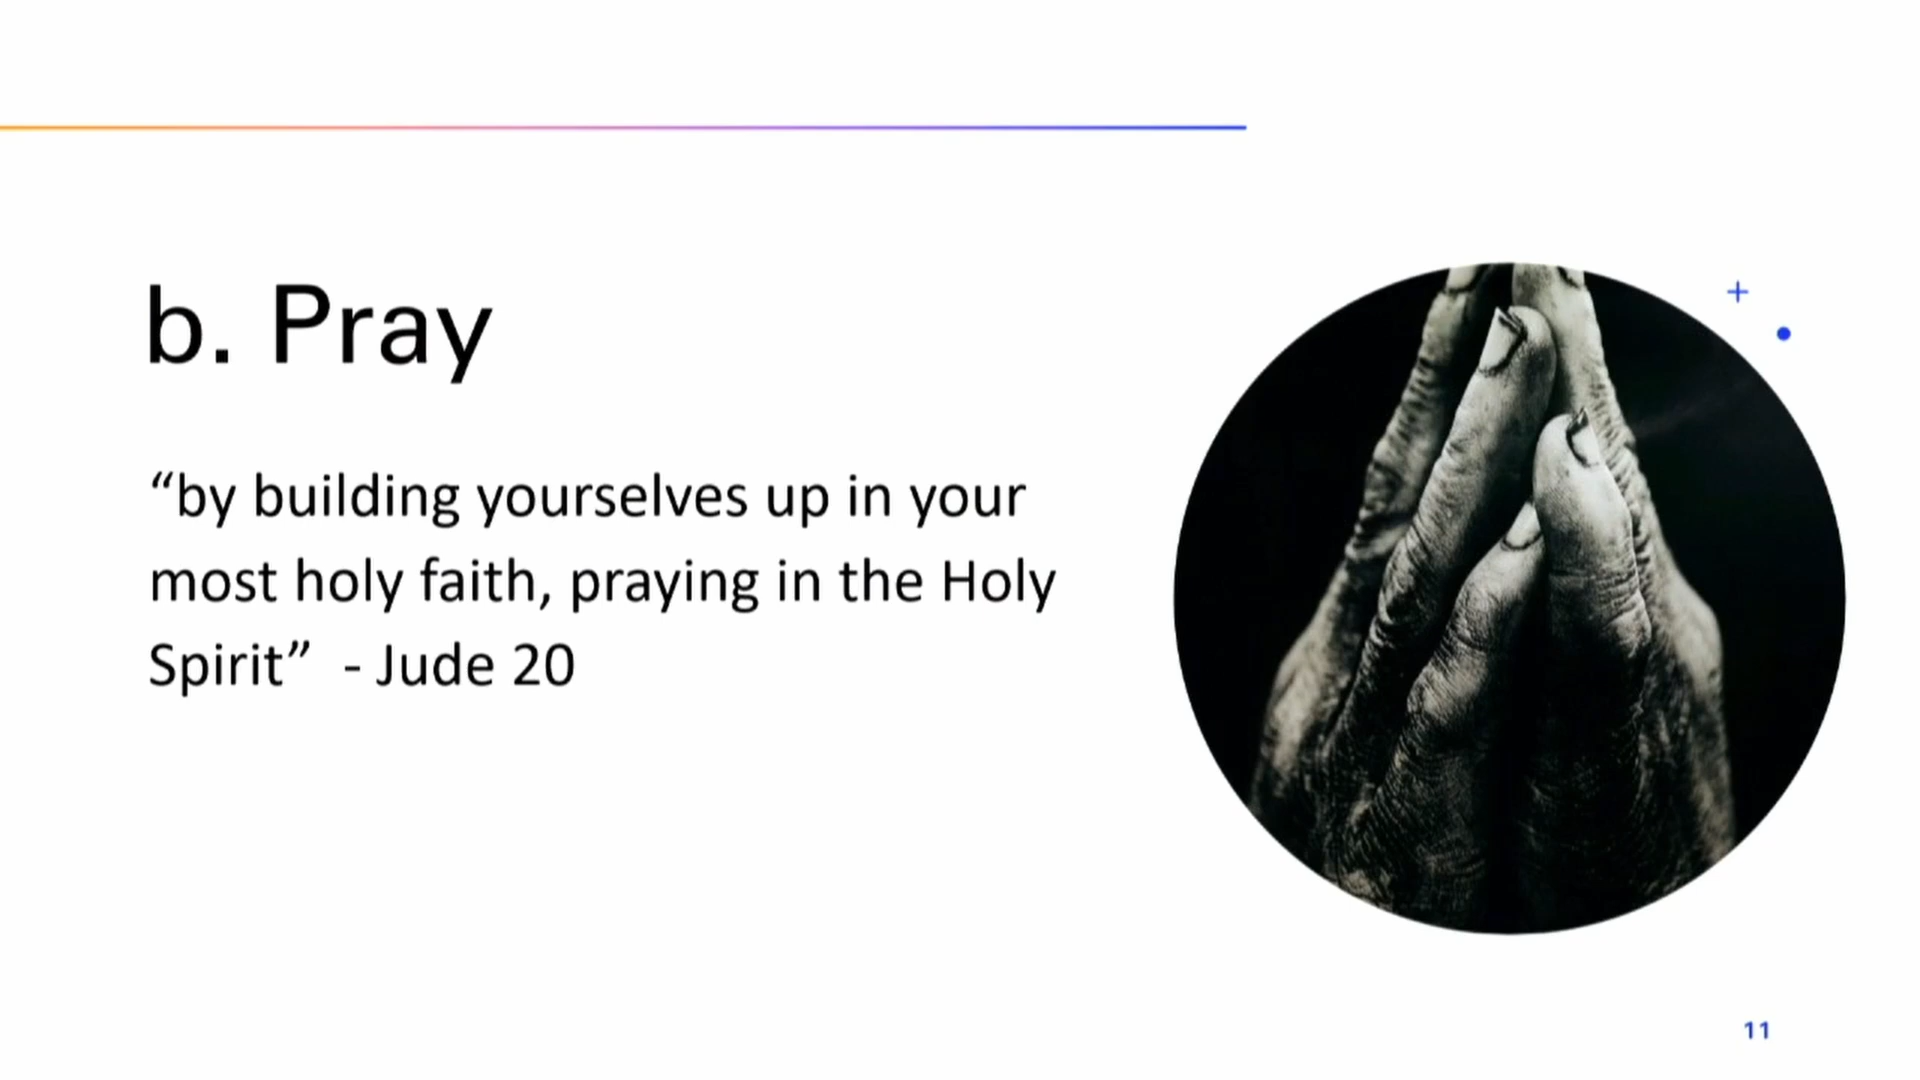 b. Pray
“by building yourselves up in your
most holy faith, praying in the Holy
Spirit”  - Jude 20
11